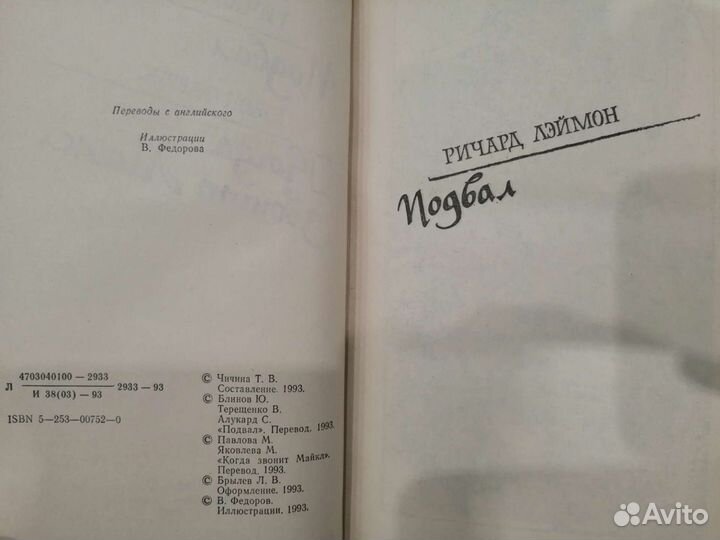 Переводы с английского
Иллюстрации
В. Федорова
Л 4703040100 — 2933 2933 — 93
И 38(03) — 93
ISBN 5—253—00752—0
© Чичина Т. В.
Составление. 1993.
© Блинов Ю.
Терещенко В.
Алукард С.
«Подвал». Перевод. 1993.
© Павлова М.
Яковлева М.
«Когда звонит Майкл».
Перевод. 1993.
© Брылев Л. В.
Оформление. 1993.
© В. Федоров.
Иллюстрации. 1993.
РИЧАРД ЛЭЙМОН
Подвал
Avito